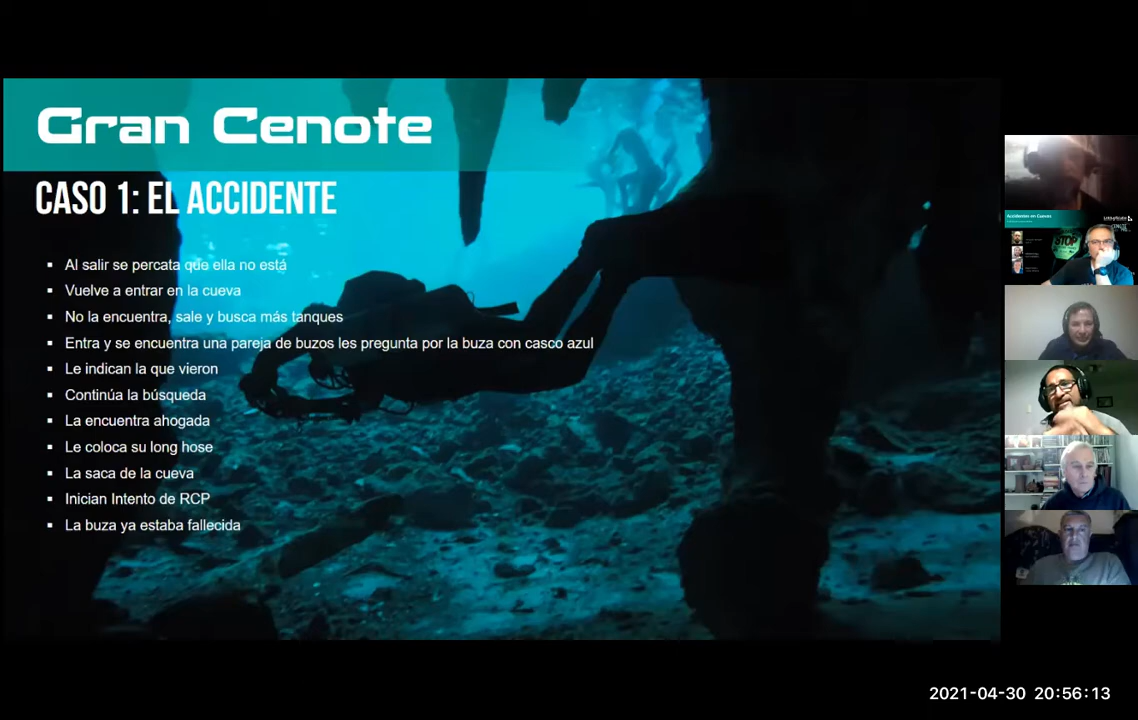 Gran Cenote
CASO 1: EL ACCIDENTE
Al salir se percata que ella no está
Vuelve a entrar en la cueva
No la encuentra, sale y busca más tanques
Entra y se encuentra una pareja de buzos les pregunta por la buza con casco azul
Le indican la que vieron
Continúa la búsqueda
La encuentra ahogada
Le coloca su long hose
La saca de la cueva
Inician Intento de RCP
La buza ya estaba fallecida
Accidentes en Cuevas
STOP
2021-04-30 20:56:13